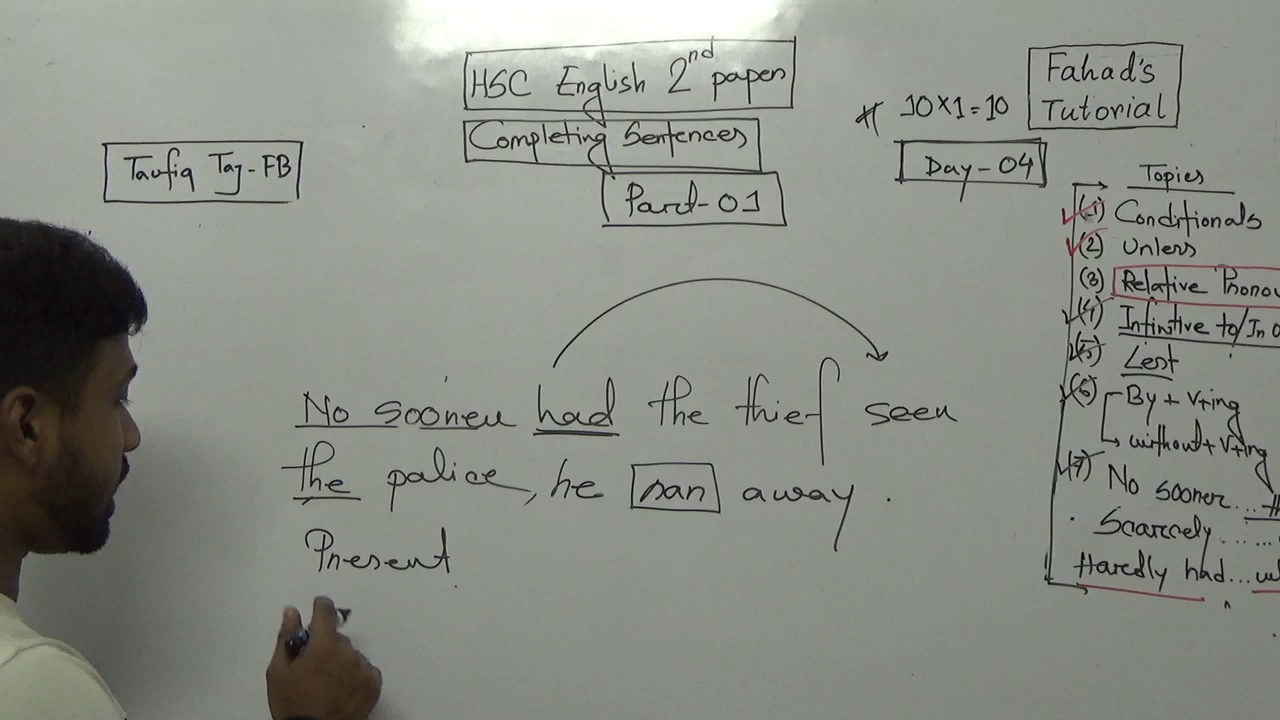 HSC English 2nd paper
Completing Sentences
Part-01
Taufiq Taj-FB
* 10×1=10
Fahad's
Tutorial
Day-04
Topics
(1) Conditionals
(2) Unless
(3) Relative Pronou
(4) Infinitive to/In o
(5) Lest
(6) By + v+ing
without + v+ing
(7) No sooner...th
Scarcely ......
Hardly had...wh
No sooner had the thief seen
the police, he ran away.
Present